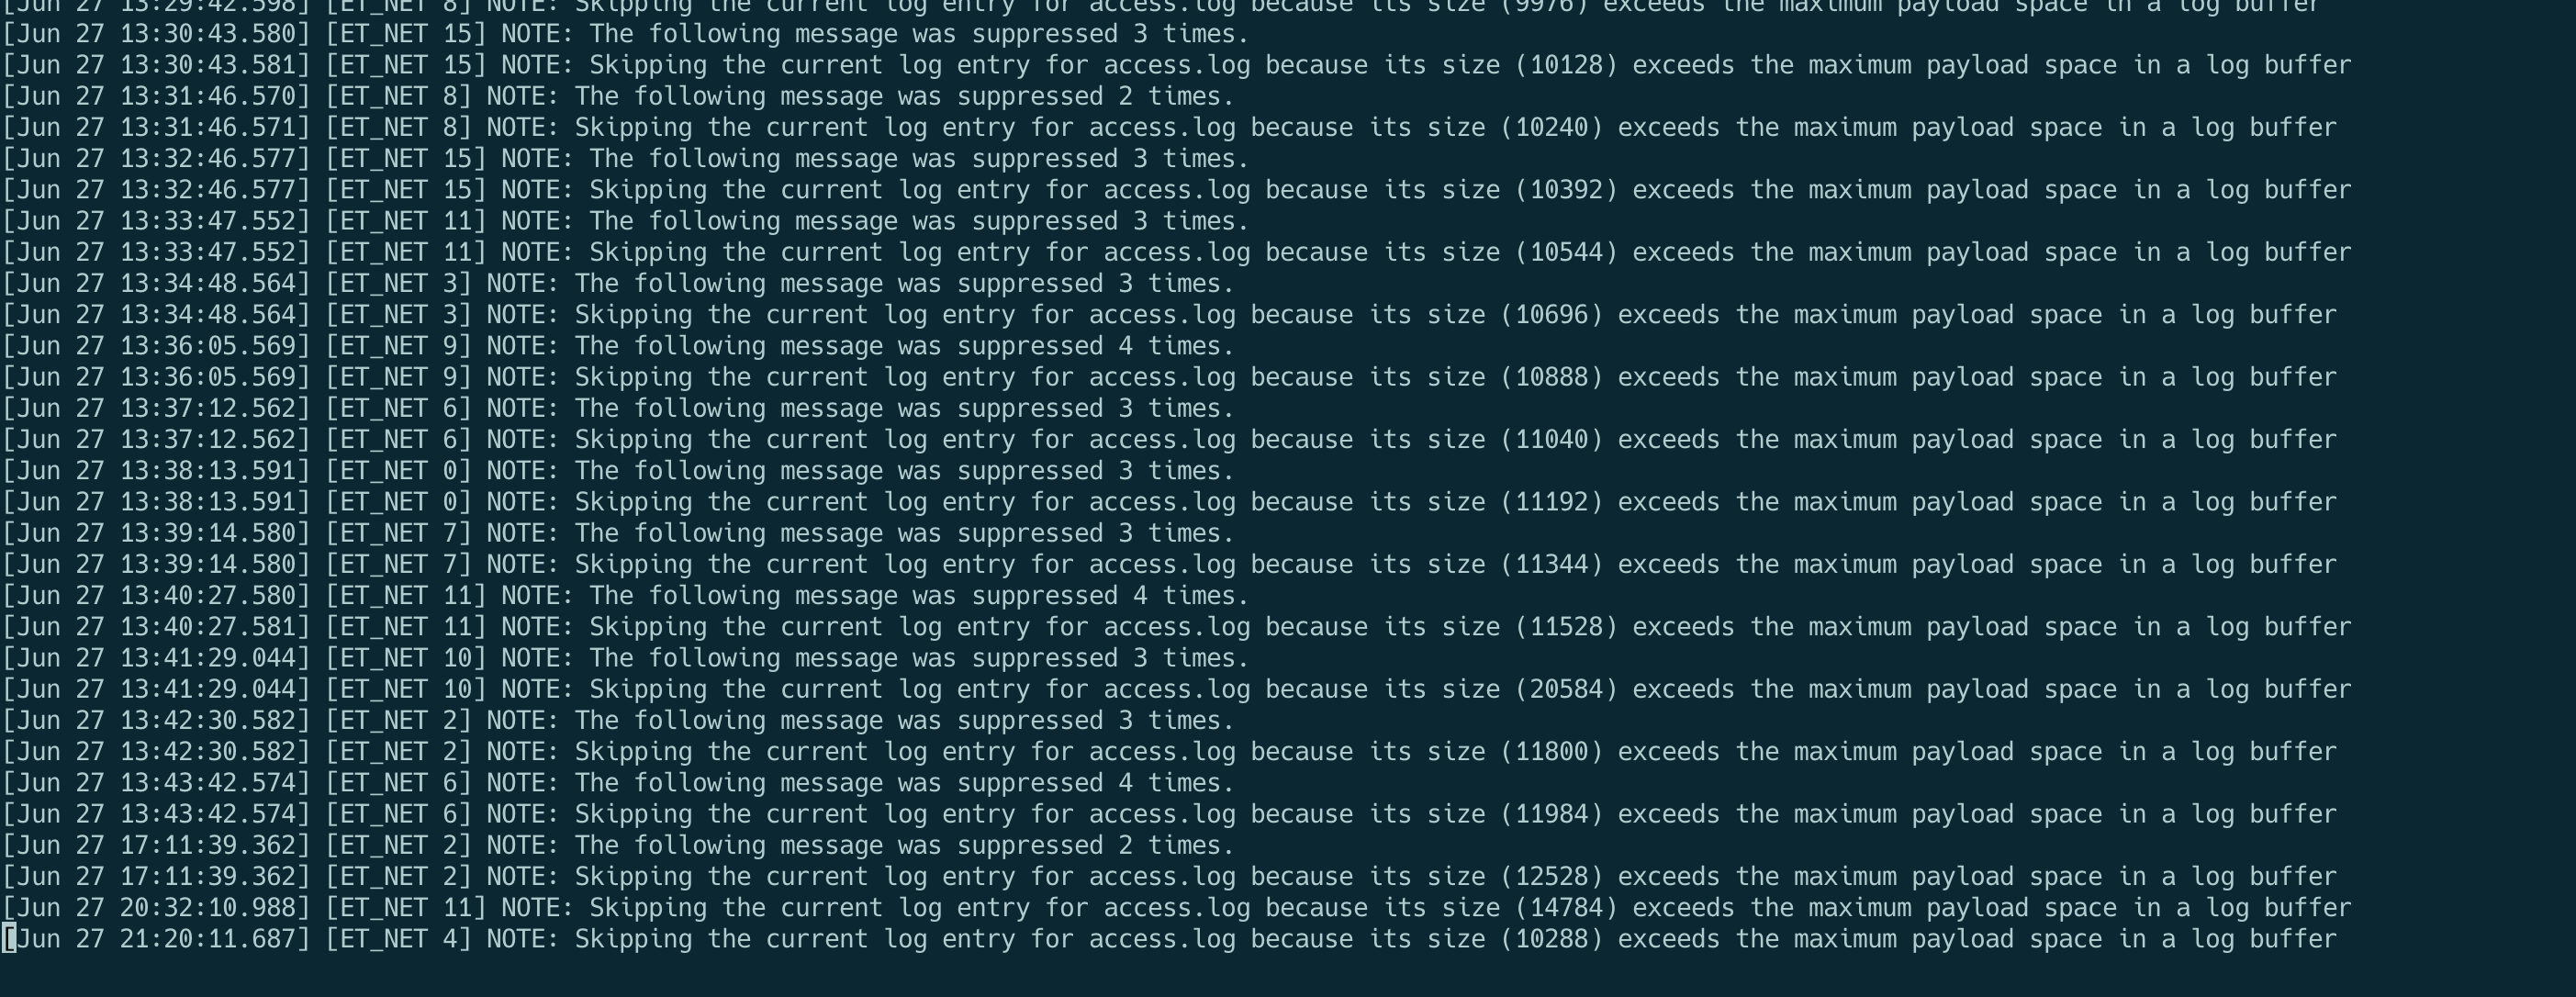 [Jun 27 13:29:42.598] [ET_NET 8] NOTE: Skipping the current log entry for access.log because its size (9976) exceeds the maximum payload space in a log buffer
[Jun 27 13:30:43.580] [ET_NET 15] NOTE: The following message was suppressed 3 times.
[Jun 27 13:30:43.581] [ET_NET 15] NOTE: Skipping the current log entry for access.log because its size (10128) exceeds the maximum payload space in a log buffer
[Jun 27 13:31:46.570] [ET_NET 8] NOTE: The following message was suppressed 2 times.
[Jun 27 13:31:46.571] [ET_NET 8] NOTE: Skipping the current log entry for access.log because its size (10240) exceeds the maximum payload space in a log buffer
[Jun 27 13:32:46.577] [ET_NET 15] NOTE: The following message was suppressed 3 times.
[Jun 27 13:32:46.577] [ET_NET 15] NOTE: Skipping the current log entry for access.log because its size (10392) exceeds the maximum payload space in a log buffer
[Jun 27 13:33:47.552] [ET_NET 11] NOTE: The following message was suppressed 3 times.
[Jun 27 13:33:47.552] [ET_NET 11] NOTE: Skipping the current log entry for access.log because its size (10544) exceeds the maximum payload space in a log buffer
[Jun 27 13:34:48.564] [ET_NET 3] NOTE: The following message was suppressed 3 times.
[Jun 27 13:34:48.564] [ET_NET 3] NOTE: Skipping the current log entry for access.log because its size (10696) exceeds the maximum payload space in a log buffer
[Jun 27 13:36:05.569] [ET_NET 9] NOTE: The following message was suppressed 4 times.
[Jun 27 13:36:05.569] [ET_NET 9] NOTE: Skipping the current log entry for access.log because its size (10888) exceeds the maximum payload space in a log buffer
[Jun 27 13:37:12.562] [ET_NET 6] NOTE: The following message was suppressed 3 times.
[Jun 27 13:37:12.562] [ET_NET 6] NOTE: Skipping the current log entry for access.log because its size (11040) exceeds the maximum payload space in a log buffer
[Jun 27 13:38:13.591] [ET_NET 0] NOTE: The following message was suppressed 3 times.
[Jun 27 13:38:13.591] [ET_NET 0] NOTE: Skipping the current log entry for access.log because its size (11192) exceeds the maximum payload space in a log buffer
[Jun 27 13:39:14.580] [ET_NET 7] NOTE: The following message was suppressed 3 times.
[Jun 27 13:39:14.580] [ET_NET 7] NOTE: Skipping the current log entry for access.log because its size (11344) exceeds the maximum payload space in a log buffer
[Jun 27 13:40:27.580] [ET_NET 11] NOTE: The following message was suppressed 4 times.
[Jun 27 13:40:27.581] [ET_NET 11] NOTE: Skipping the current log entry for access.log because its size (11528) exceeds the maximum payload space in a log buffer
[Jun 27 13:41:29.044] [ET_NET 10] NOTE: The following message was suppressed 3 times.
[Jun 27 13:41:29.044] [ET_NET 10] NOTE: Skipping the current log entry for access.log because its size (20584) exceeds the maximum payload space in a log buffer
[Jun 27 13:42:30.582] [ET_NET 2] NOTE: The following message was suppressed 3 times.
[Jun 27 13:42:30.582] [ET_NET 2] NOTE: Skipping the current log entry for access.log because its size (11800) exceeds the maximum payload space in a log buffer
[Jun 27 13:43:42.574] [ET_NET 6] NOTE: The following message was suppressed 4 times.
[Jun 27 13:43:42.574] [ET_NET 6] NOTE: Skipping the current log entry for access.log because its size (11984) exceeds the maximum payload space in a log buffer
[Jun 27 17:11:39.362] [ET_NET 2] NOTE: The following message was suppressed 2 times.
[Jun 27 17:11:39.362] [ET_NET 2] NOTE: Skipping the current log entry for access.log because its size (12528) exceeds the maximum payload space in a log buffer
[Jun 27 20:32:10.988] [ET_NET 11] NOTE: Skipping the current log entry for access.log because its size (14784) exceeds the maximum payload space in a log buffer
[Jun 27 21:20:11.687] [ET_NET 4] NOTE: Skipping the current log entry for access.log because its size (10288) exceeds the maximum payload space in a log buffer